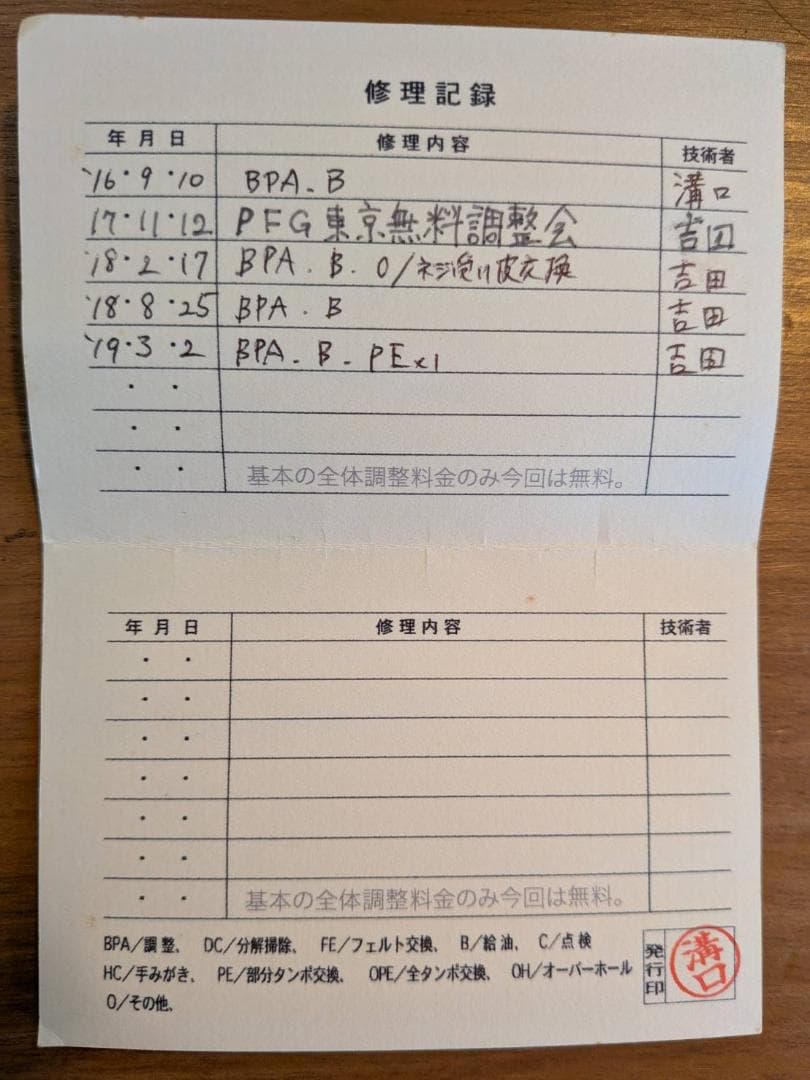 修理記録
年月日 修理内容 技術者
'16・9・10 BPA. B 溝口
17・11・12 PFG東京無料調整会 吉田
'18・2・17 BPA. B. O/ネジ受け皮交換 吉田
'18・8・25 BPA. B 吉田
'19・3・2 BPA. B. PEx1 吉田
・ ・
・ ・
・ ・ 基本の全体調整料金のみ今回は無料。
年月日 修理内容 技術者
・ ・
・ ・
・ ・
・ ・
・ ・
・ ・
・ ・ 基本の全体調整料金のみ今回は無料。
BPA/調整、 DC/分解掃除、 FE/フェルト交換、 B/給油、 C/点検
HC/手みがき、 PE/部分タンポ交換、 OPE/全タンポ交換、 OH/オーバーホール
O/その他、
発行印 溝口